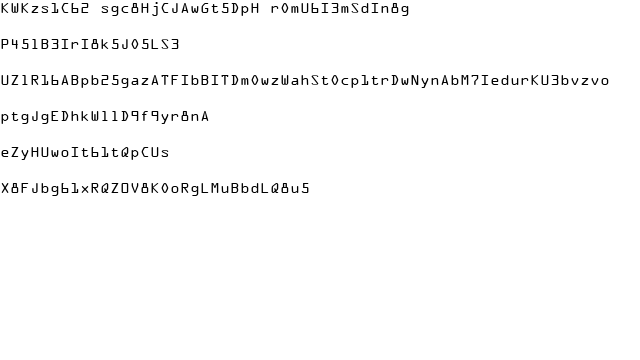 KWKzs1C62 sgc8HjCJAwGt5DpH r0mU6I3mSdIn8g
P451B3IrI8k5J05LS3
UZ1R16ABpb25gazATFIbBITDm0wzWahSt0cp1trDwNynAbM7IedurKU3bvzvo
ptgJgEDhkW11D9f9yr8nA
eZyHUwoIt61tQpCUs
X8FJbg61xRQZOV8K0oRgLMuBbdLQ8u5